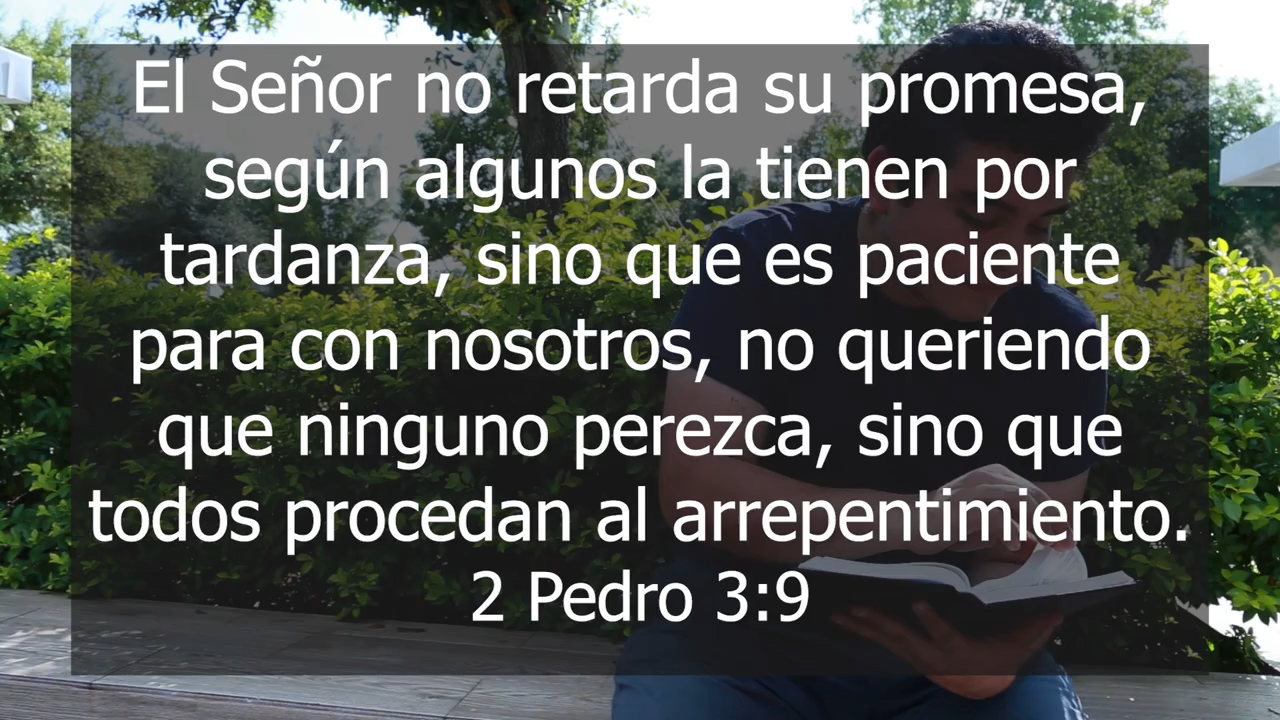 El Señor no retarda su promesa,
según algunos la tienen por
tardanza, sino que es paciente
para con nosotros, no queriendo
que ninguno perezca, sino que
todos procedan al arrepentimiento.
2 Pedro 3:9